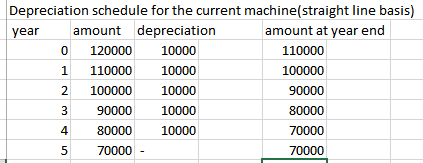 Depreciation schedule for the current machine(straight line basis)
year amount depreciation amount at year end
0 120000 10000 110000
1 110000 10000 100000
2 100000 10000 90000
3 90000 10000 80000
4 80000 10000 70000
5 70000 - 70000